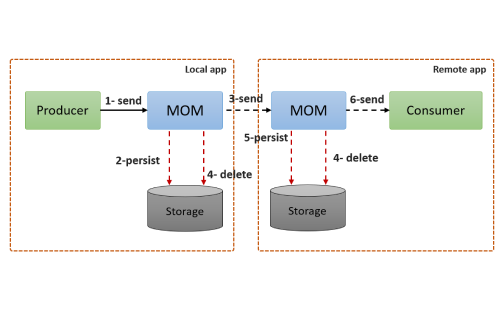 Local app
Remote app
1- send
3-send
6-send
Producer
MOM
MOM
Consumer
5-persist
2-persist
4- delete
4- delete
Storage
Storage